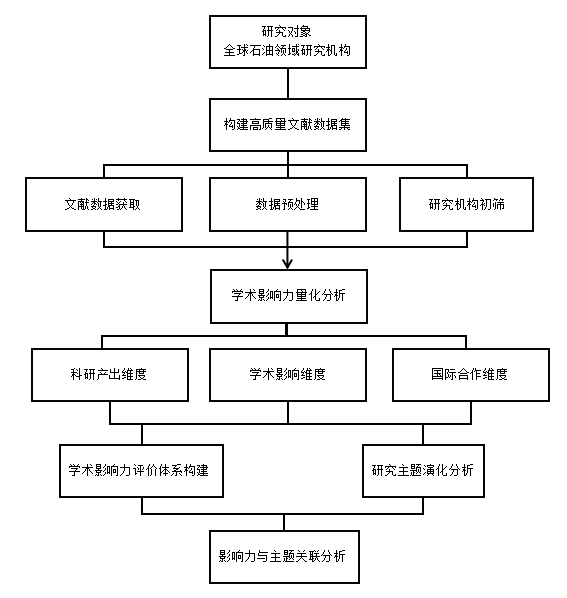 研究对象
全球石油领域研究机构
构建高质量文献数据集
文献数据获取
数据预处理
研究机构初筛
学术影响力量化分析
科研产出维度
学术影响维度
国际合作维度
学术影响力评价体系构建
研究主题演化分析
影响力与主题关联分析